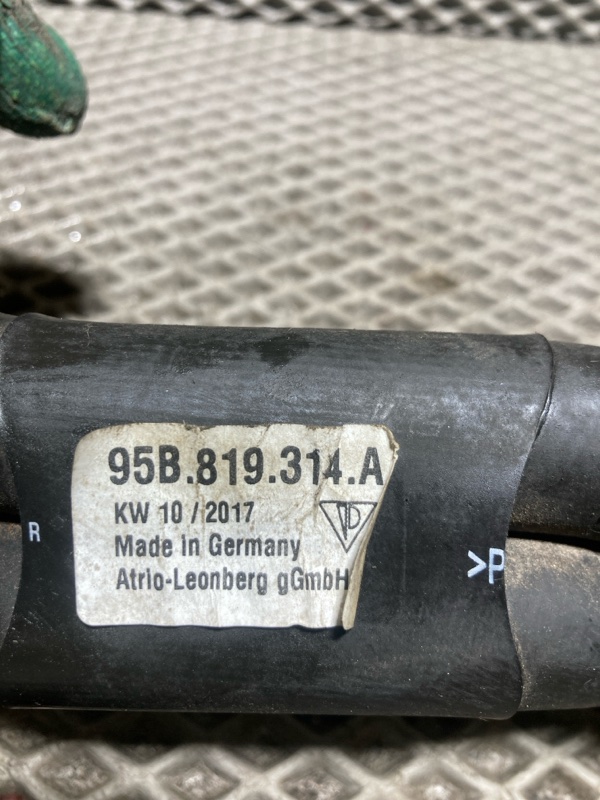 95B.819.314.A
KW 10 / 2017
Made in Germany
Atrio-Leonberg gGmbH
R
>P